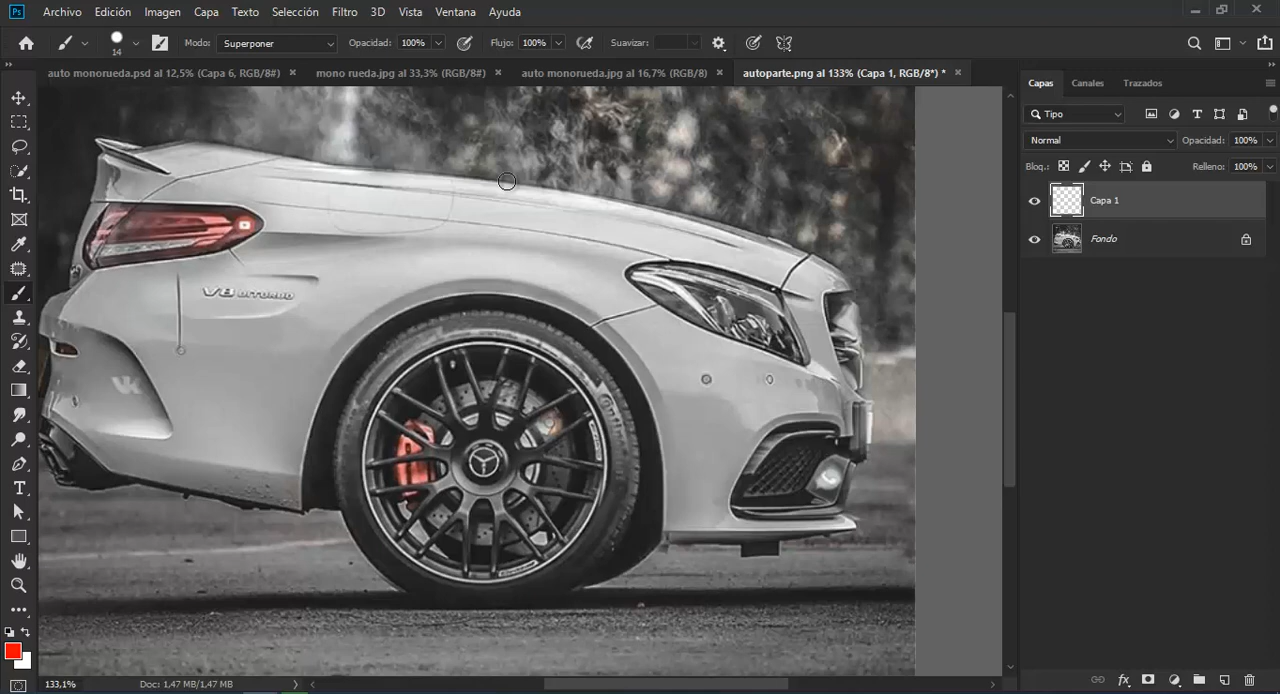 Ps Archivo Edición Imagen Capa Texto Selección Filtro 3D Vista Ventana Ayuda
14 Modo: Superponer Opacidad: 100% Flujo: 100% Suavizar:
auto monorueda.psd al 12,5% (Capa 6, RGB/8#) × mono rueda.jpg al 33,3% (RGB/8#) × auto monorueda.jpg al 16,7% (RGB/8) × autoparte.png al 133% (Capa 1, RGB/8*) * ×
Capas Canales Trazados
Tipo
Normal Opacidad: 100%
Bloq.: Relleno: 100%
Capa 1
Fondo
V8 BITURBO
133,1% Doc: 1,47 MB/1,47 MB